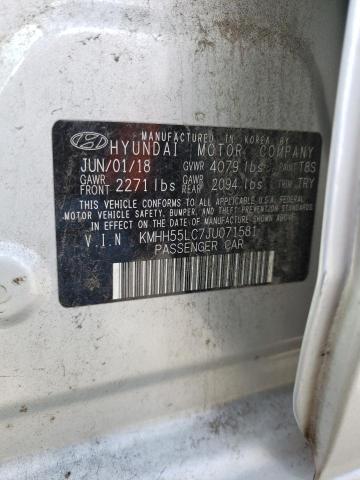 MANUFACTURED IN KOREA BY
HYUNDAI MOTOR COMPANY
JUN/01/18 GVWR 4079 lbs PAINT T8S
GAWR FRONT 2271 lbs GAWR REAR 2094 lbs TRIM TRY
THIS VEHICLE CONFORMS TO ALL APPLICABLE U.S.A. FEDERAL
MOTOR VEHICLE SAFETY, BUMPER, AND THEFT PREVENTION STANDARDS
IN EFFECT ON THE DATE OF MANUFACTURE SHOWN ABOVE.
V.I.N KMHH55LC7JU071581
PASSENGER CAR